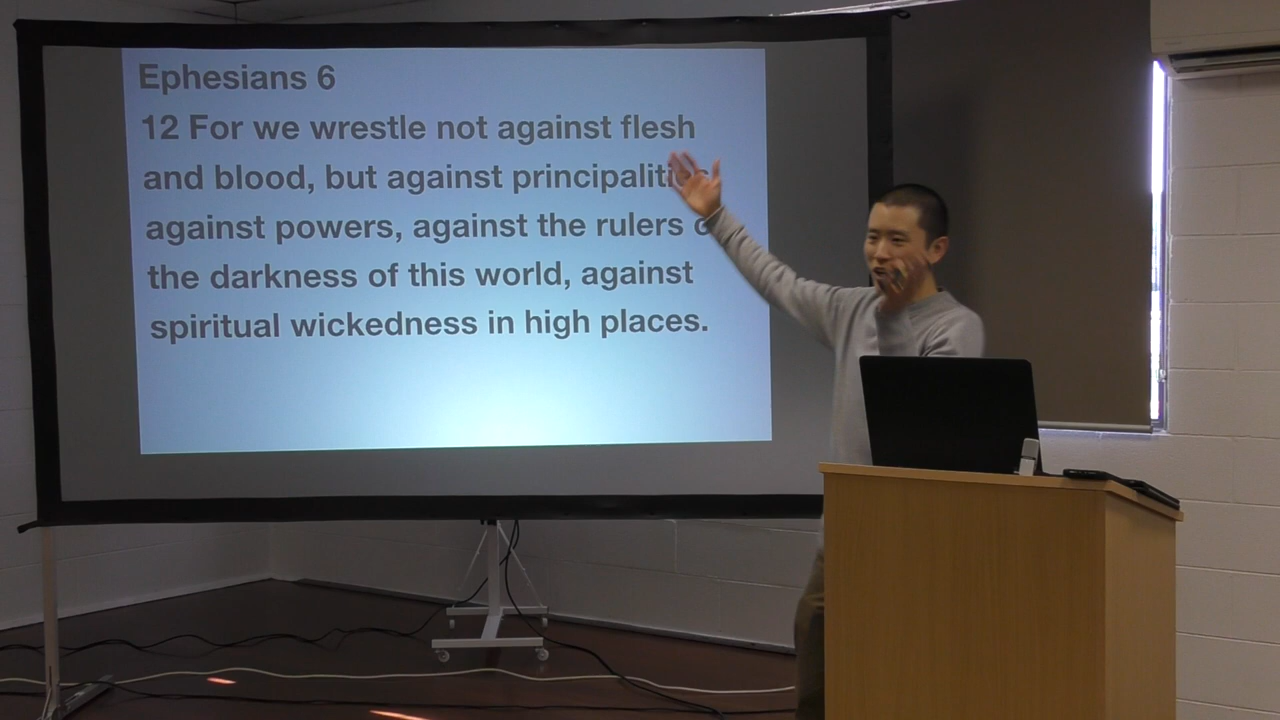 Ephesians 6
12 For we wrestle not against flesh
and blood, but against principalities
against powers, against the rulers
the darkness of this world, against
spiritual wickedness in high places.